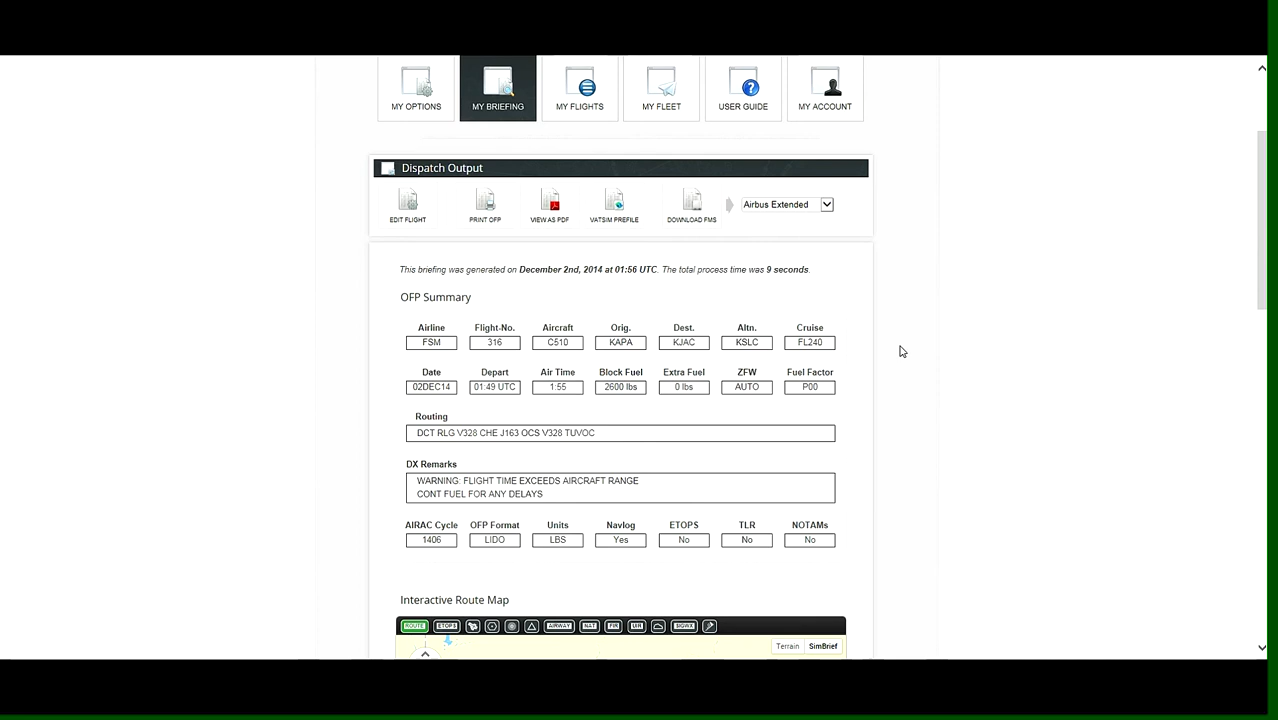 MY OPTIONS MY BRIEFING MY FLIGHTS MY FLEET USER GUIDE MY ACCOUNT
Dispatch Output
EDIT FLIGHT PRINT OFP VIEW AS PDF VATSIM PREFILE DOWNLOAD FMS Airbus Extended
This briefing was generated on December 2nd, 2014 at 01:56 UTC. The total process time was 9 seconds.
OFP Summary
Airline Flight-No. Aircraft Orig. Dest. Altn. Cruise
FSM 316 C510 KAPA KJAC KSLC FL240
Date Depart Air Time Block Fuel Extra Fuel ZFW Fuel Factor
02DEC14 01:49 UTC 1:55 2600 lbs 0 lbs AUTO P00
Routing
DCT RLG V328 CHE J163 OCS V328 TUVOC
DX Remarks
WARNING: FLIGHT TIME EXCEEDS AIRCRAFT RANGE
CONT FUEL FOR ANY DELAYS
AIRAC Cycle OFP Format Units Navlog ETOPS TLR NOTAMs
1406 LIDO LBS Yes No No No
Interactive Route Map
ROUTE ETOPS AIRWAY NAT FIR UIR SIGWX
Terrain SimBrief